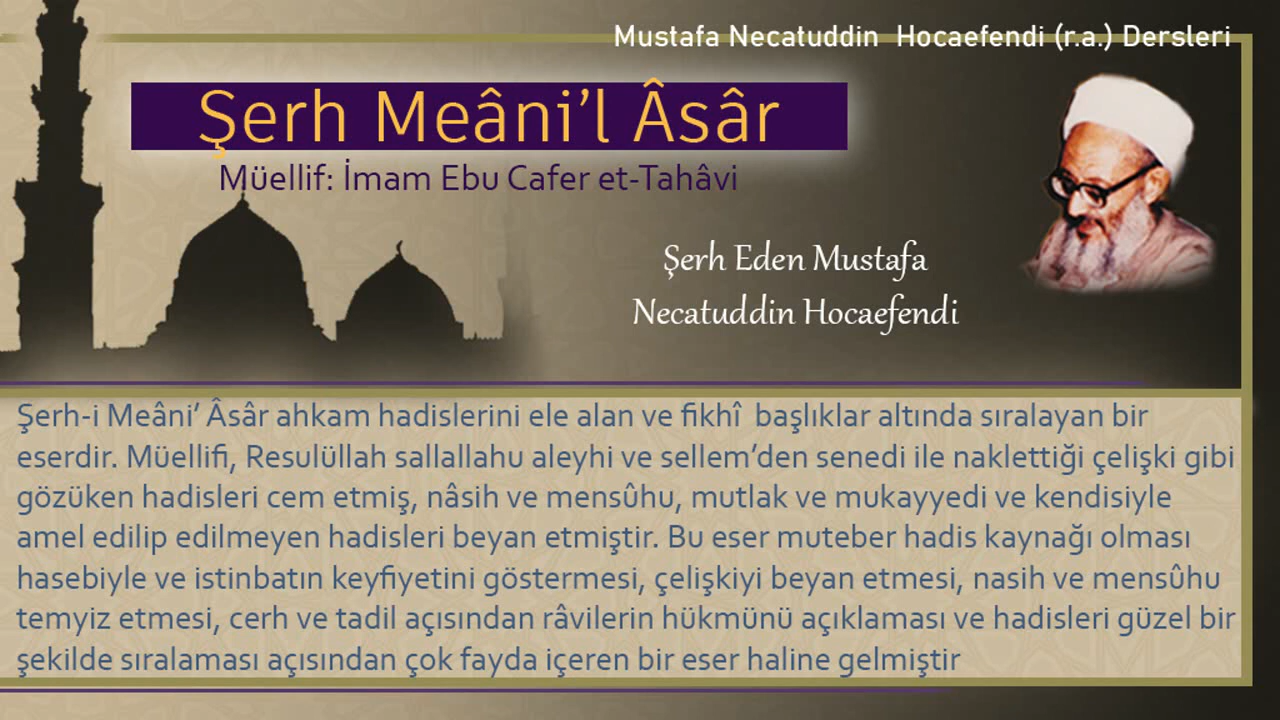 Mustafa Necatuddin Hocaefendi (r.a.) Dersleri
Şerh Meâni’l Âsâr
Müellif: İmam Ebu Cafer et-Tahâvi
Şerh Eden Mustafa
Necatuddin Hocaefendi
Şerh-i Meâni’ Âsâr ahkam hadislerini ele alan ve fikhî başlıklar altında sıralayan bir
eserdir. Müellifi, Resulüllah sallallahu aleyhi ve sellem’den senedi ile naklettiği çelişki gibi
gözüken hadisleri cem etmiş, nâsih ve mensûhu, mutlak ve mukayyedi ve kendisiyle
amel edilip edilmeyen hadisleri beyan etmiştir. Bu eser muteber hadis kaynağı olması
hasebiyle ve istinbatın keyfiyetini göstermesi, çelişkiyi beyan etmesi, nasih ve mensûhu
temyiz etmesi, cerh ve tadil açısından râvilerin hükmünü açıklaması ve hadisleri güzel bir
şekilde sıralaması açısından çok fayda içeren bir eser haline gelmiştir